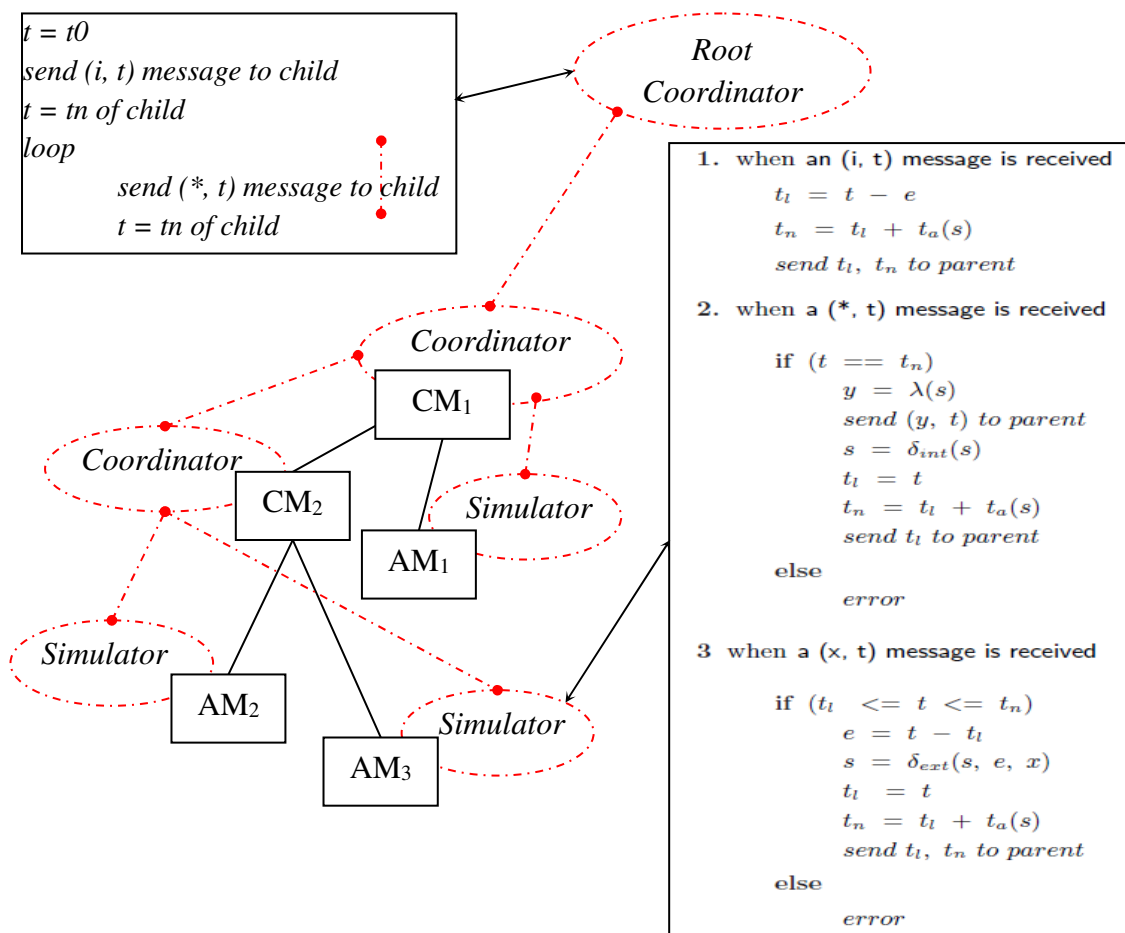 t = t0
send (i, t) message to child
t = tn of child
loop
send (*, t) message to child
t = tn of child
Root
Coordinator
Coordinator
CM₁
Coordinator
CM₂
Simulator
AM₁
Simulator
AM₂
Simulator
AM₃
1. when an (i, t) message is received
tₗ = t − e
tₙ = tₗ + tₐ(s)
send tₗ, tₙ to parent
2. when a (*, t) message is received
if (t == tₙ)
y = λ(s)
send (y, t) to parent
s = δ_{int}(s)
tₗ = t
tₙ = tₗ + tₐ(s)
send tₗ to parent
else
error
3 when a (x, t) message is received
if (tₗ <= t <= tₙ)
e = t − tₗ
s = δ_{ext}(s, e, x)
tₗ = t
tₙ = tₗ + tₐ(s)
send tₗ, tₙ to parent
else
error